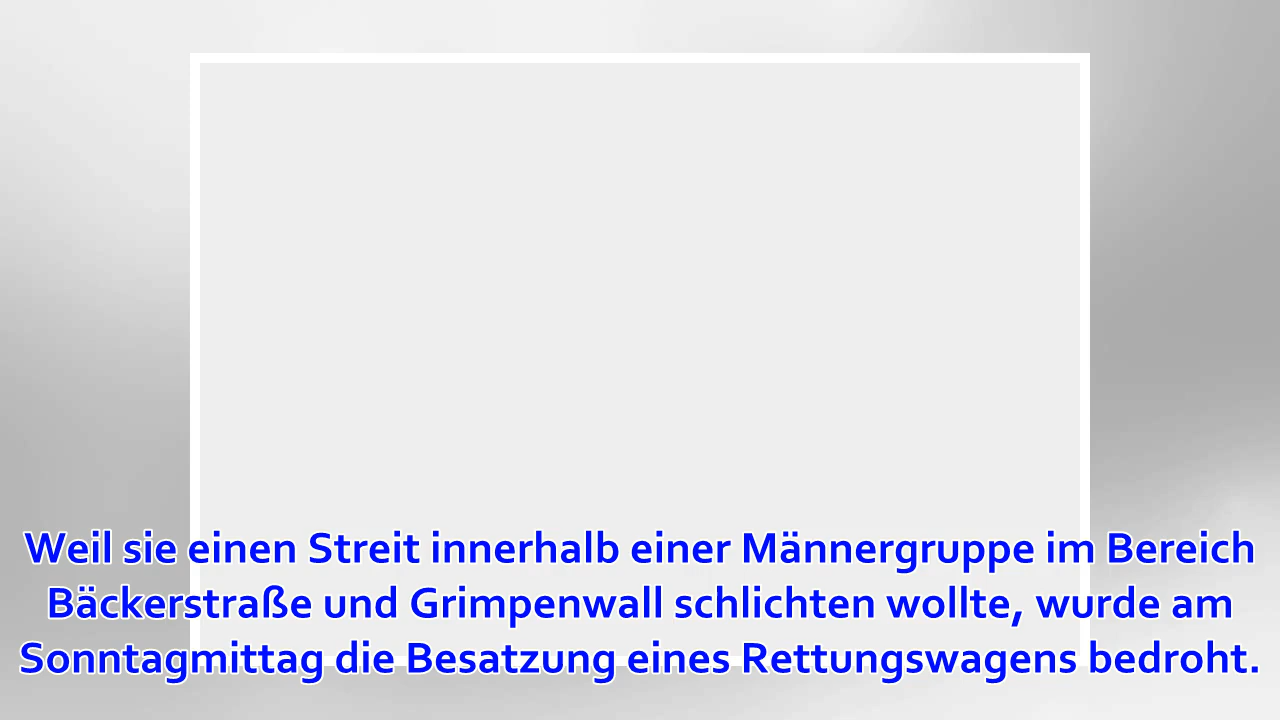 Weil sie einen Streit innerhalb einer Männergruppe im Bereich
Bäckerstraße und Grimpenwall schlichten wollte, wurde am
Sonntagmittag die Besatzung eines Rettungswagens bedroht.